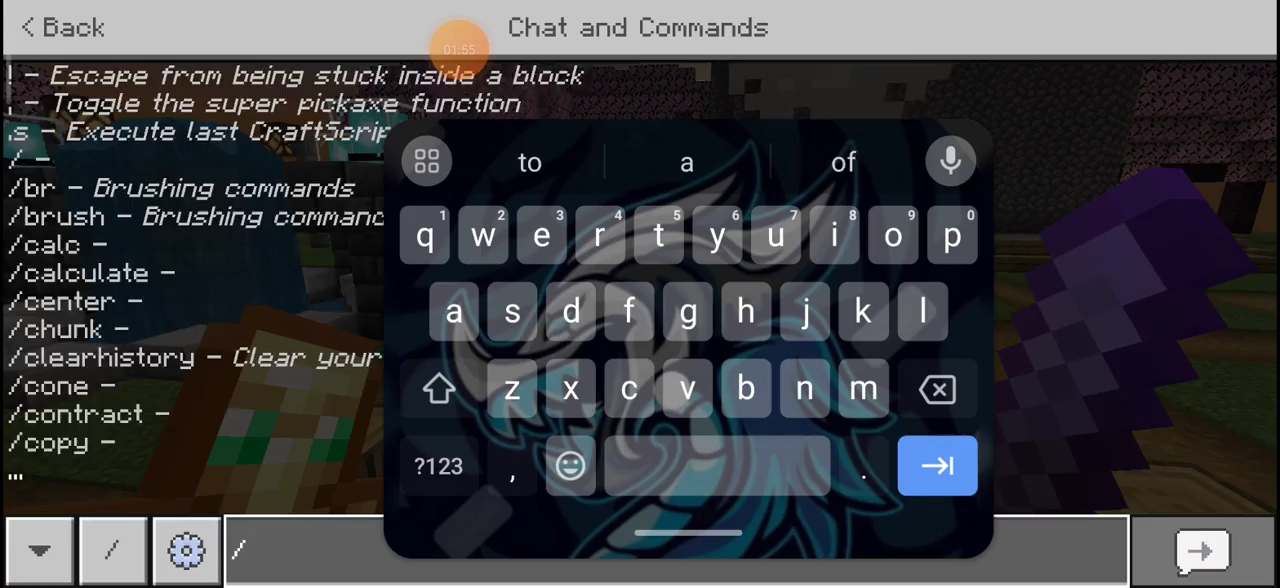 < Back
Chat and Commands
01:55
! - Escape from being stuck inside a block
, - Toggle the super pickaxe function
.s - Execute last CraftScrip
/ -
/br - Brushing commands
/brush - Brushing command
/calc -
/calculate -
/center -
/chunk -
/clearhistory - Clear your
/cone -
/contract -
/copy -
...
to a of
q 1 w 2 e 3 r 4 t 5 y 6 u 7 i 8 o 9 p 0
a s d f g h j k l
z x c v b n m
?123 , .
/ /